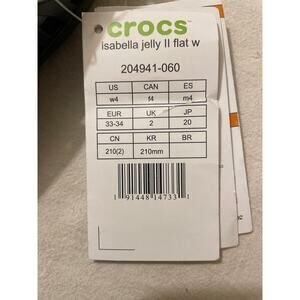 crocs™
isabella jelly II flat w
204941-060
US CAN ES
w4 f4 m4
EUR UK JP
33-34 2 20
CN KR BR
210(2) 210mm
1 91448 14733 1